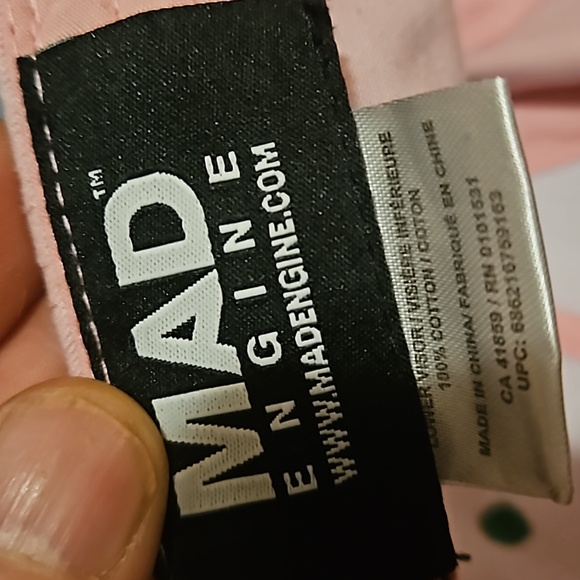 MAD™
ENGINE
WWW.MADENGINE.COM
LOWER VISOR / VISIÈRE INFÉRIEURE
100% COTTON / COTON
MADE IN CHINA/ FABRIQUÉ EN CHINE
CA 41859 / RN 0101531
UPC: 686216759163